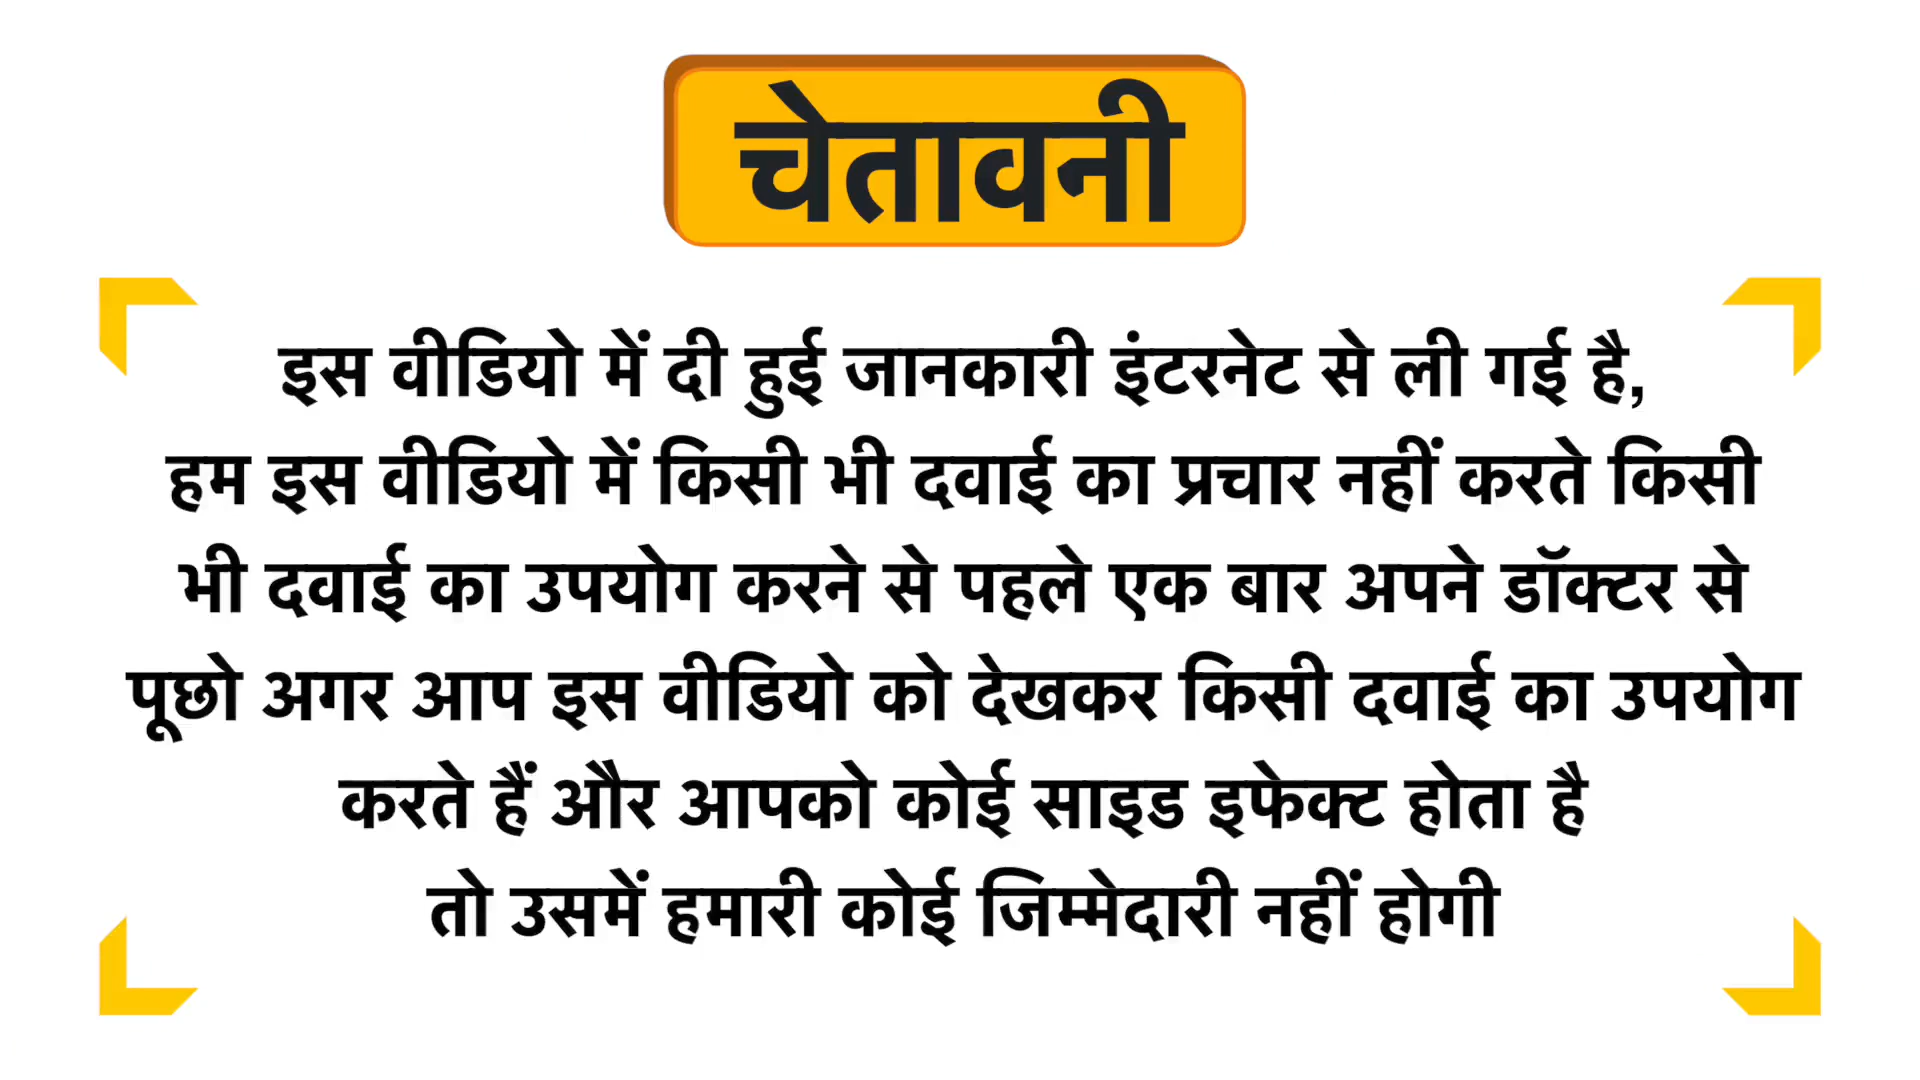 चेतावनी
इस वीडियो में दी हुई जानकारी इंटरनेट से ली गई है,
हम इस वीडियो में किसी भी दवाई का प्रचार नहीं करते किसी
भी दवाई का उपयोग करने से पहले एक बार अपने डॉक्टर से
पूछो अगर आप इस वीडियो को देखकर किसी दवाई का उपयोग
करते हैं और आपको कोई साइड इफेक्ट होता है
तो उसमें हमारी कोई जिम्मेदारी नहीं होगी